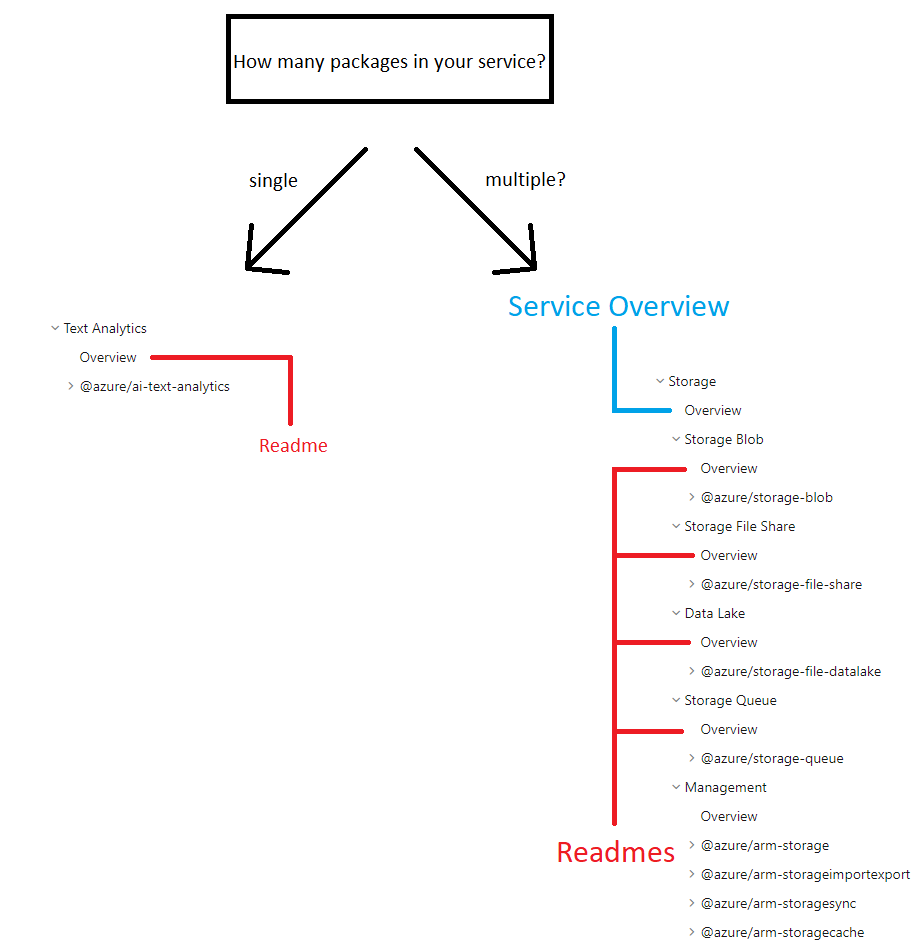 How many packages in your service?
single
multiple?
Text Analytics
Overview
@azure/ai-text-analytics
Readme
Service Overview
Storage
Overview
Storage Blob
Overview
@azure/storage-blob
Storage File Share
Overview
@azure/storage-file-share
Data Lake
Overview
@azure/storage-file-datalake
Storage Queue
Overview
@azure/storage-queue
Management
Overview
Readmes
@azure/arm-storage
@azure/arm-storageimportexport
@azure/arm-storagesync
@azure/arm-storagecache